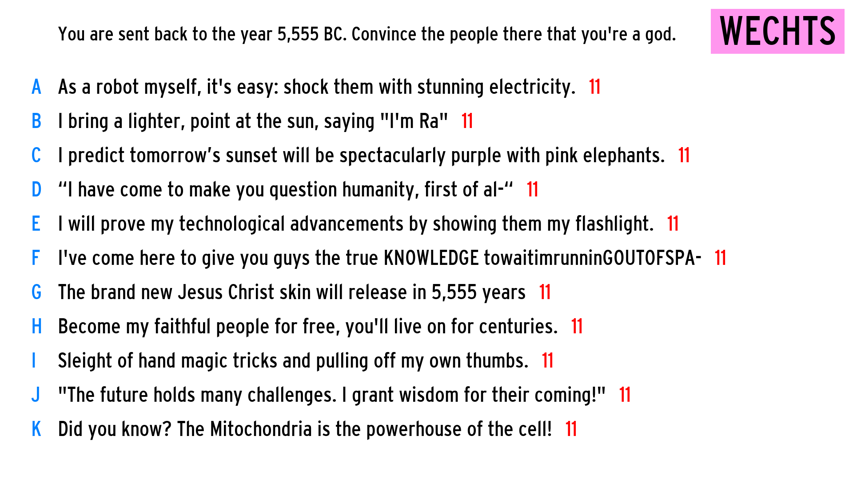 You are sent back to the year 5,555 BC. Convince the people there that you're a god.
WECHTS
A As a robot myself, it's easy: shock them with stunning electricity. 11
B I bring a lighter, point at the sun, saying "I'm Ra" 11
C I predict tomorrow’s sunset will be spectacularly purple with pink elephants. 11
D “I have come to make you question humanity, first of al-“ 11
E I will prove my technological advancements by showing them my flashlight. 11
F I've come here to give you guys the true KNOWLEDGE towaitimrunninGOUTOFSPA- 11
G The brand new Jesus Christ skin will release in 5,555 years 11
H Become my faithful people for free, you'll live on for centuries. 11
I Sleight of hand magic tricks and pulling off my own thumbs. 11
J "The future holds many challenges. I grant wisdom for their coming!" 11
K Did you know? The Mitochondria is the powerhouse of the cell! 11